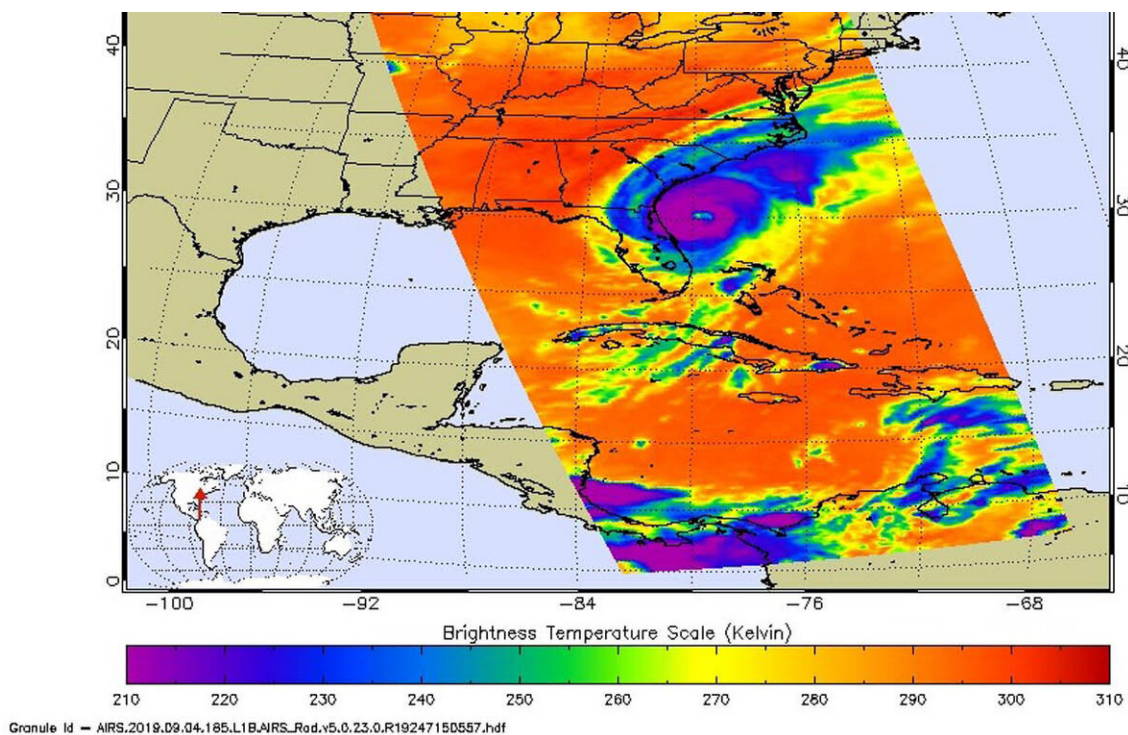 40
40
30
30
20
20
10
10
0
-100 -92 -84 -76 -68
Brightness Temperature Scale (Kelvin)
210 220 230 240 250 260 270 280 290 300 310
Granule Id - AIRS.2019.09.04.185.L1B.AIRS_Rad.v5.0.23.0.R19247150557.hdf